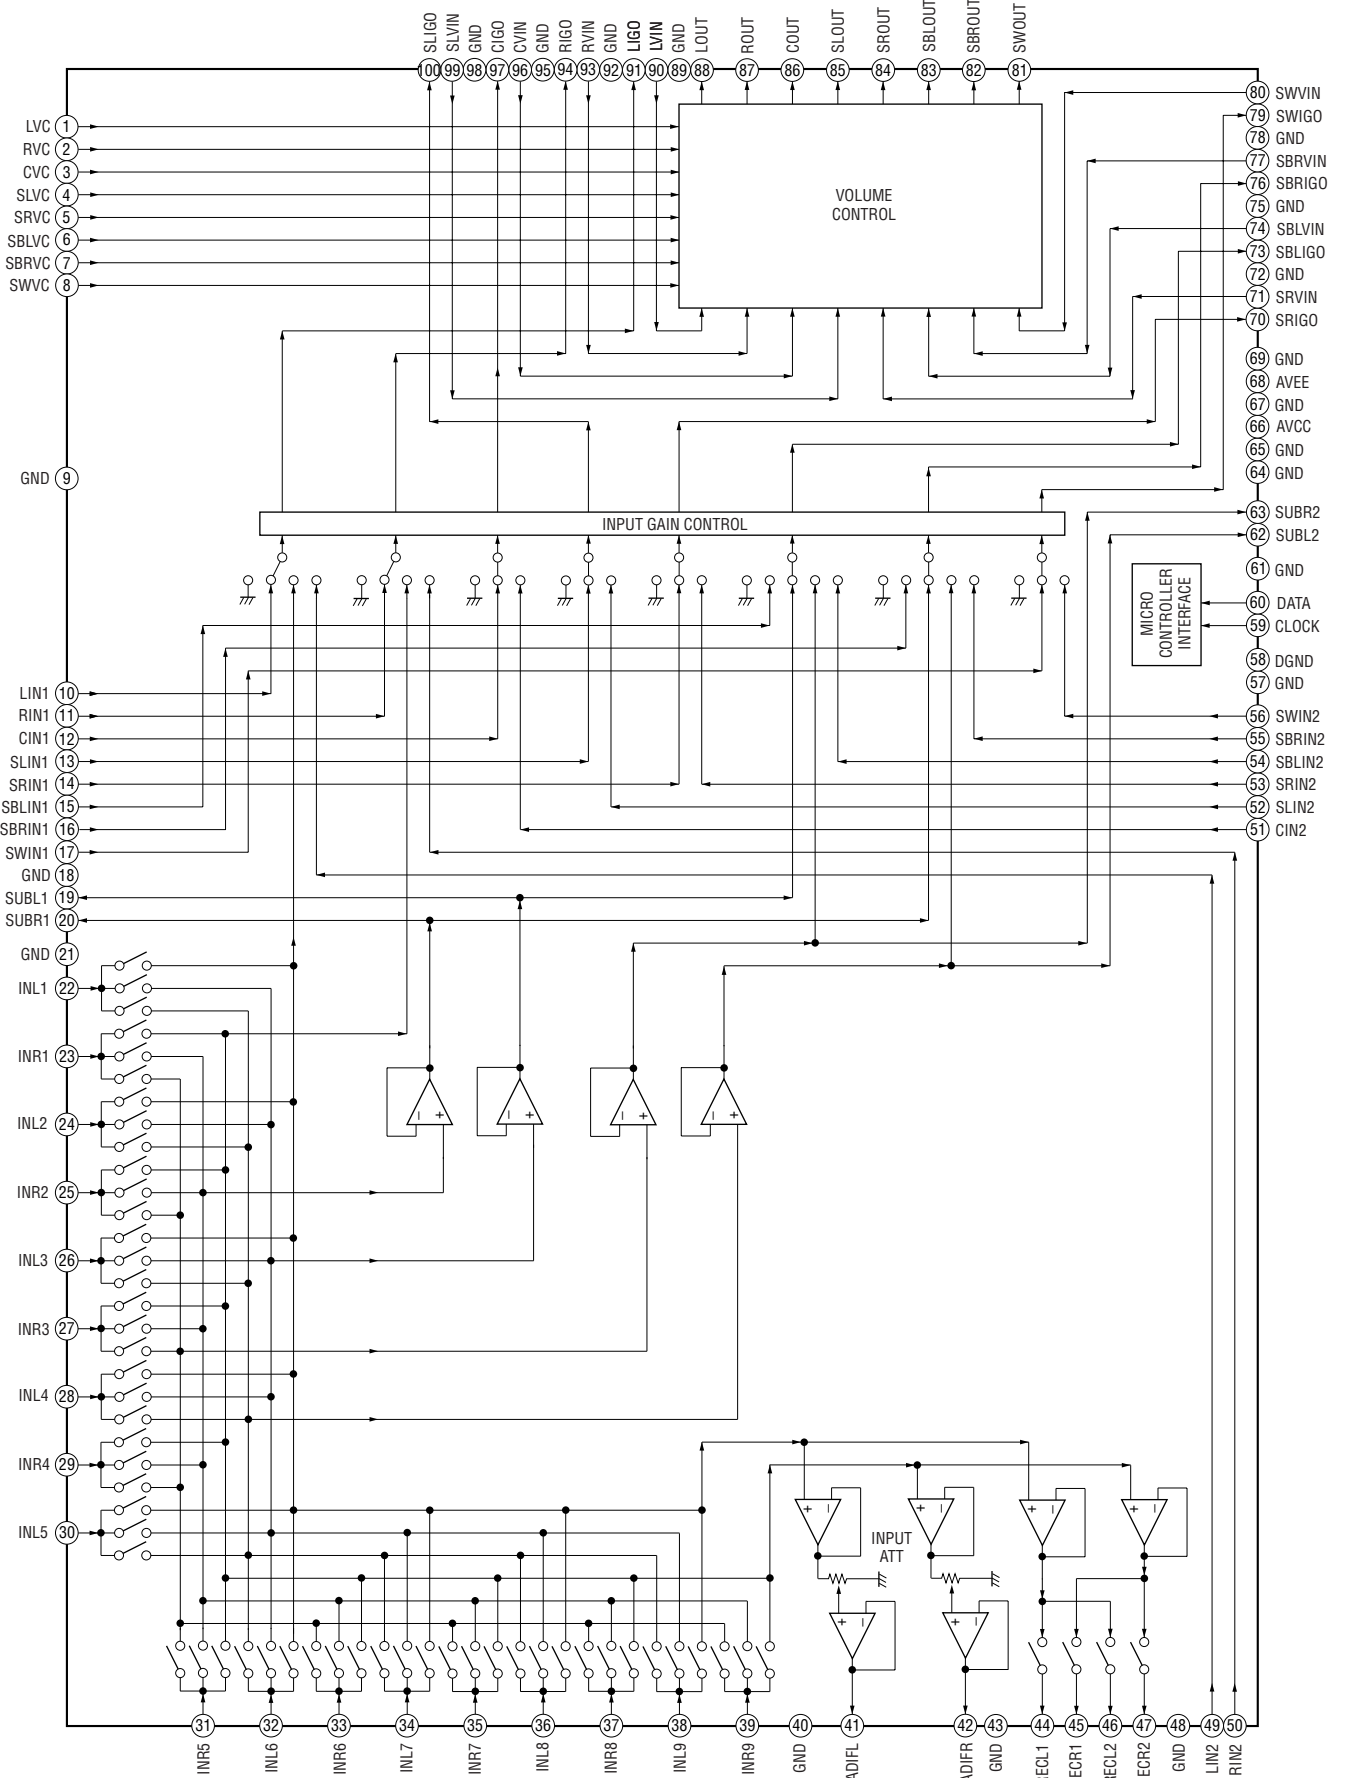 SLIGO SLVIN GND CIGO CVIN GND RIGO RVIN GND LIGO LVIN GND LOUT ROUT COUT SLOUT SROUT SBLOUT SBROUT SWOUT
100 99 98 97 96 95 94 93 92 91 90 89 88 87 86 85 84 83 82 81
LVC 1
RVC 2
CVC 3
SLVC 4
SRVC 5
SBLVC 6
SBRVC 7
SWVC 8
GND 9
LIN1 10
RIN1 11
CIN1 12
SLIN1 13
SRIN1 14
SBLIN1 15
SBRIN1 16
SWIN1 17
GND 18
SUBL1 19
SUBR1 20
GND 21
INL1 22
INR1 23
INL2 24
INR2 25
INL3 26
INR3 27
INL4 28
INR4 29
INL5 30
VOLUME
CONTROL
INPUT GAIN CONTROL
MICRO
CONTROLLER
INTERFACE
80 SWVIN
79 SWIGO
78 GND
77 SBRVIN
76 SBRIGO
75 GND
74 SBLVIN
73 SBLIGO
72 GND
71 SRVIN
70 SRIGO
69 GND
68 AVEE
67 GND
66 AVCC
65 GND
64 GND
63 SUBR2
62 SUBL2
61 GND
60 DATA
59 CLOCK
58 DGND
57 GND
56 SWIN2
55 SBRIN2
54 SBLIN2
53 SRIN2
52 SLIN2
51 CIN2
− + − + − + − +
+ − + − + − + −
INPUT
ATT
+ − + −
31 32 33 34 35 36 37 38 39 40 41 42 43 44 45 46 47 48 49 50
INR5 INL6 INR6 INL7 INR7 INL8 INR8 INL9 INR9 GND ADIFL ADIFR GND RECL1 ECR1 RECL2 ECR2 GND LIN2 RIN2